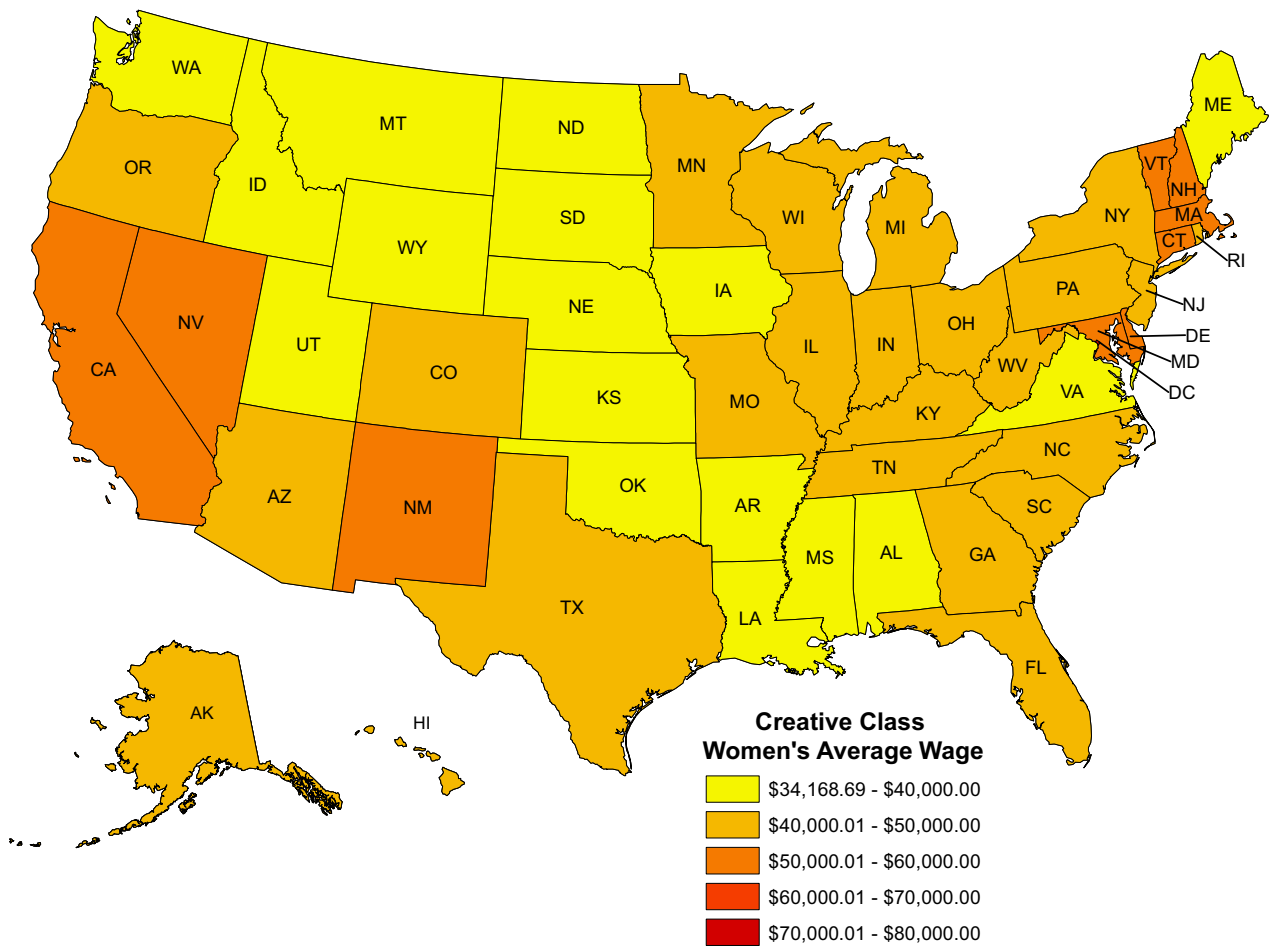 WA
MT
ND
MN
ME
OR
ID
SD
WI
MI
NY
VT
NH
MA
CT
RI
WY
IA
NE
PA
NJ
NV
UT
CO
CA
KS
MO
IL
IN
OH
WV
DE
MD
DC
VA
KY
NC
TN
AZ
NM
OK
AR
SC
MS
AL
GA
TX
LA
FL
AK
HI
Creative Class
Women's Average Wage
$34,168.69 - $40,000.00
$40,000.01 - $50,000.00
$50,000.01 - $60,000.00
$60,000.01 - $70,000.00
$70,000.01 - $80,000.00